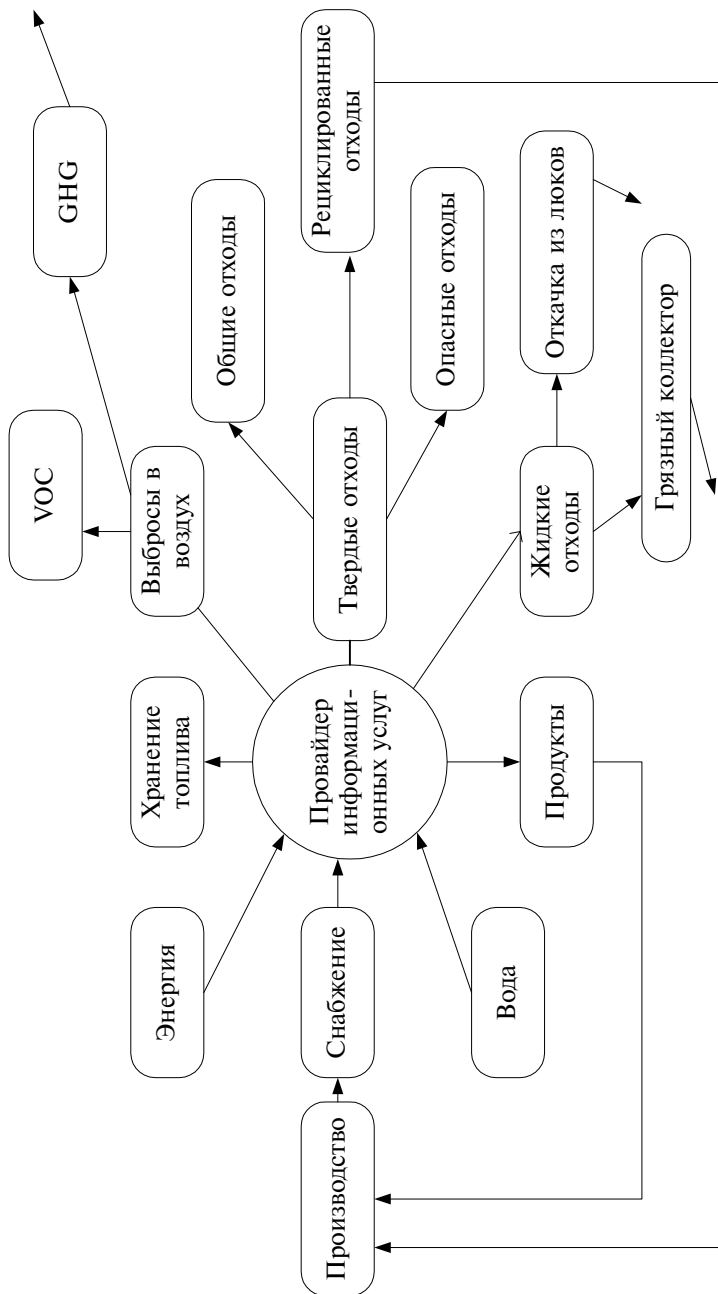 VOC
GHG
Энергия
Хранение
топлива
Выбросы в
воздух
Общие отходы
Производство
Снабжение
Провайдер
информаци-
онных услуг
Твердые отходы
Рециклированные
отходы
Опасные отходы
Вода
Продукты
Жидкие
отходы
Откачка из люков
Грязный коллектор